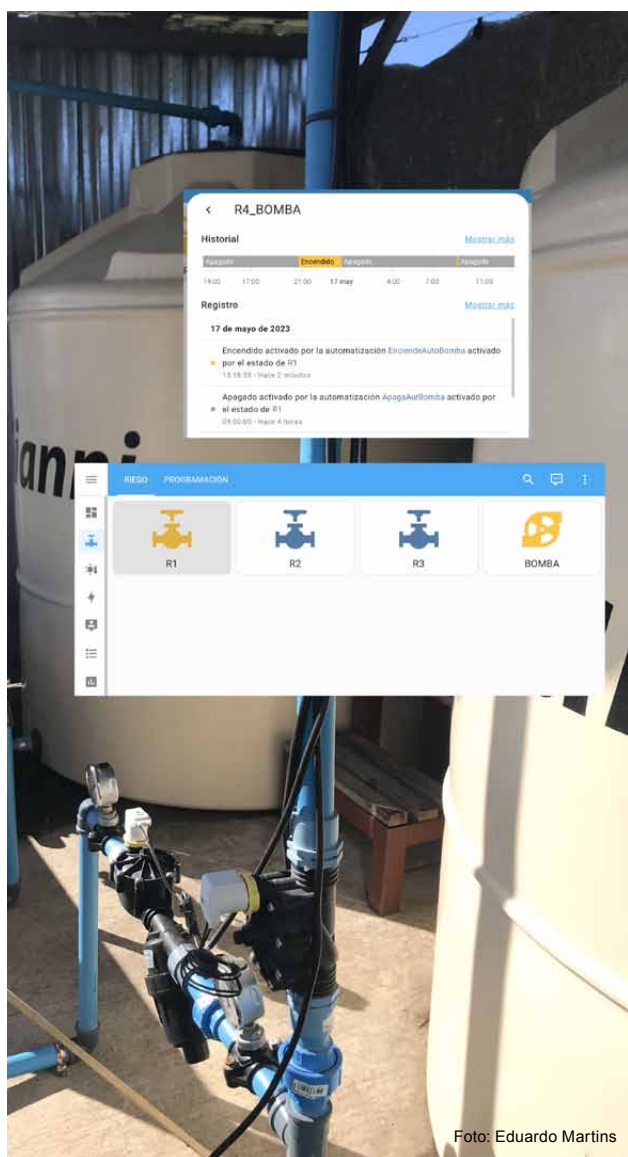 R4_BOMBA
Historial
Mostrar más
Apagado Encendido Apagado Apagado
14:00 17:00 21:00 17 may 4:00 7:00 11:00
Registro
Mostrar más
17 de mayo de 2023
Encendido activado por la automatización EnciendeAutoBomba activado
por el estado de R1
Hace 2 minutos
Apagado activado por la automatización ApagaAutBomba activado por
el estado de R1
09:00:00 - Hace 4 horas
ianni
RIEGO PROGRAMACIÓN
R1 R2 R3 BOMBA
Foto: Eduardo Martins